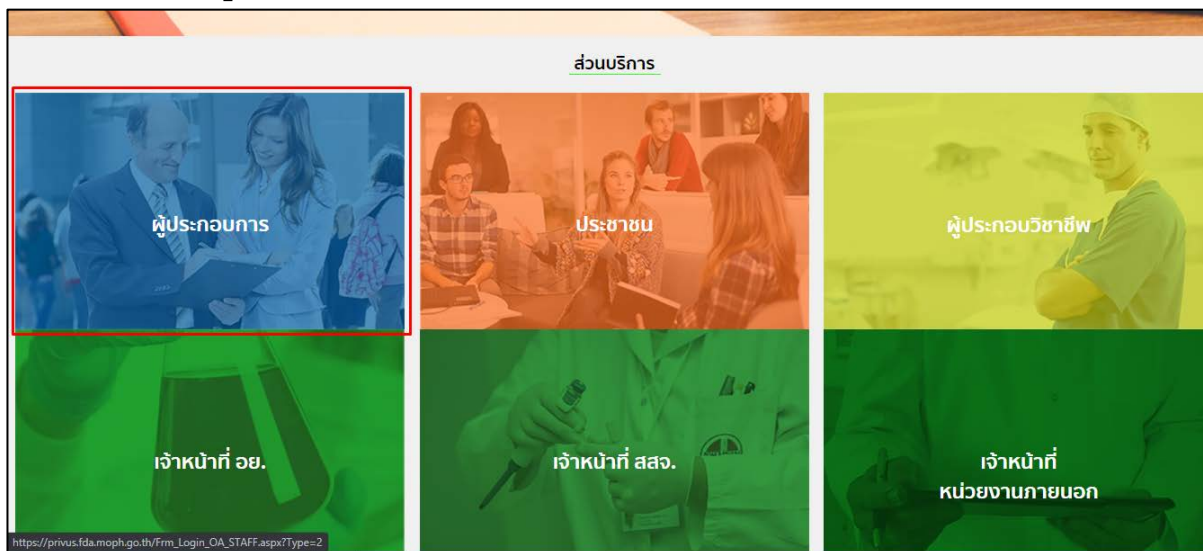 ส่วนบริการ
ผู้ประกอบการ
ประชาชน
ผู้ประกอบวิชาชีพ
เจ้าหน้าที่ อย.
เจ้าหน้าที่ สสจ.
เจ้าหน้าที่
หน่วยงานภายนอก
https://privus.fda.moph.go.th/Frm_Login_OA_STAFF.aspx?Type=2